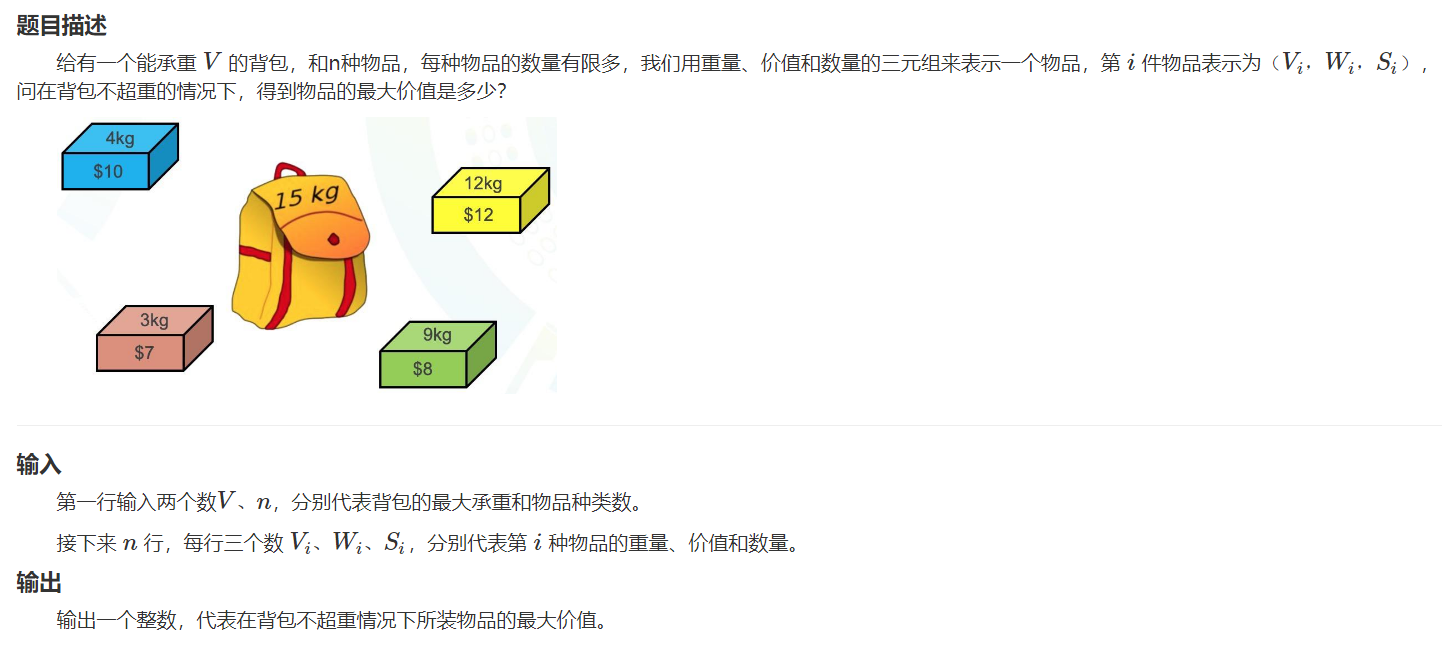 题目描述
给有一个能承重 V 的背包，和n种物品，每种物品的数量有限多，我们用重量、价值和数量的三元组来表示一个物品，第 i 件物品表示为（Vi，Wi，Si），
问在背包不超重的情况下，得到物品的最大价值是多少？
4kg
$10
15 kg
12kg
$12
3kg
$7
9kg
$8
输入
第一行输入两个数V、n，分别代表背包的最大承重和物品种类数。
接下来 n 行，每行三个数 Vi、Wi、Si，分别代表第 i 种物品的重量、价值和数量。
输出
输出一个整数，代表在背包不超重情况下所装物品的最大价值。